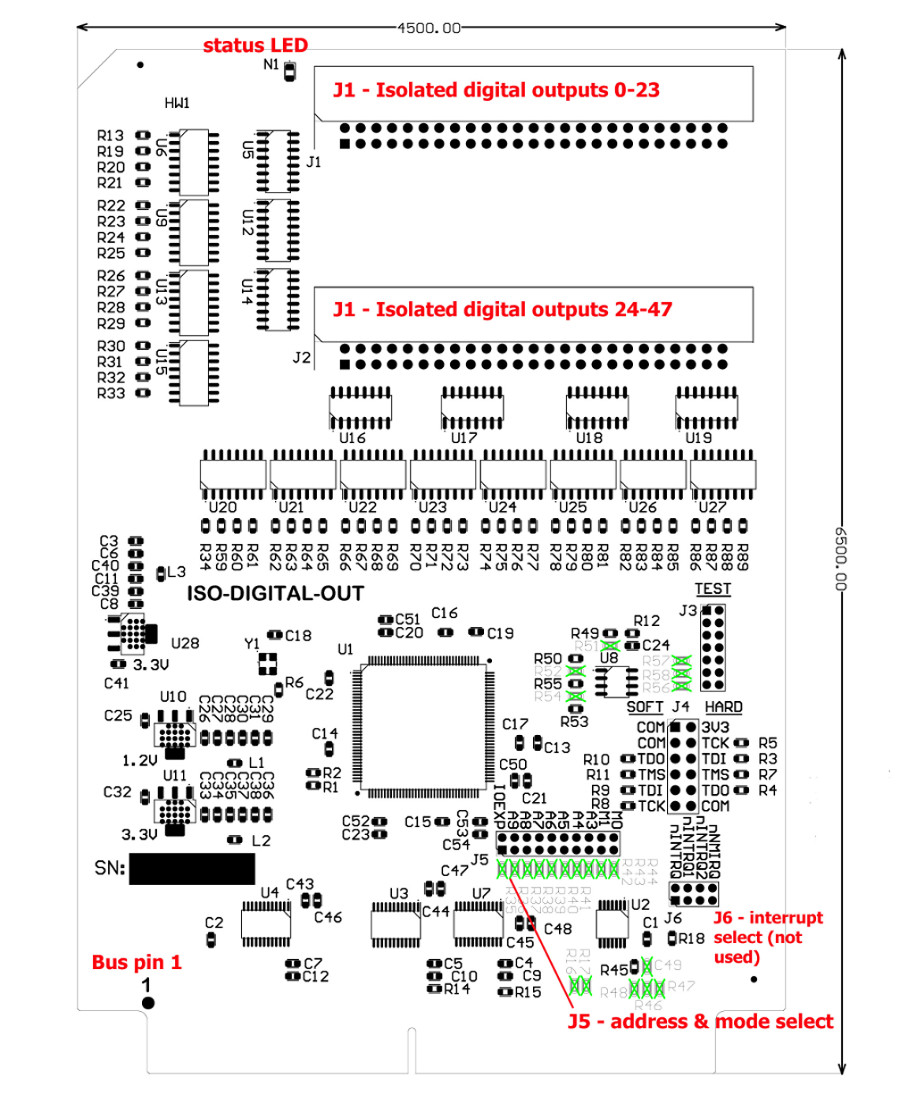 4500.00
status LED
N1
J1 - Isolated digital outputs 0-23
HW1
R13
R19
R20
R21
U6
U5
J1
R22
R23
R24
R25
U9
U12
R26
R27
R28
R29
U13
U14
J1 - Isolated digital outputs 24-47
R30
R31
R32
R33
U15
J2
U16 U17 U18 U19
U20 U21 U22 U23 U24 U25 U26 U27
R34 R59 R60 R61 R62 R63 R64 R65 R66 R67 R68 R69 R70 R71 R72 R73 R74 R75 R76 R77 R78 R79 R80 R81 R82 R83 R84 R85 R86 R87 R88 R89
6500.00
C3
C6
C40
C11
C39
C8
L3
ISO-DIGITAL-OUT
TEST
J3
U28
3.3V
C41
Y1
C18
R6
U1
C51
C20
C16
C19
C22
C14
R2
R1
R49
R51
R12
C24
R50
R52
R55
R54
R53
U8
R57
R58
R56
U10
C25
1.2V
C26 C27 C28 C30 C31 C29
L1
U11
C32
3.3V
C33 C34 C35 C37 C38 C36
L2
C17
C13
C50
C21
SOFT J4 HARD
COM 3V3
COM TCK R5
R10 TDO TDI R3
R11 TMS TMS R7
R9 TDI TDO R4
R8 TCK COM
C52
C23
C15
C53
C54
IOEXP A9 A8 A7 A6 A5 A4 A3 M1 M0
J5
nINTRQ nINTRQ1 nINTRQ2 nNMIRQ
SN:
R35 R37 R38 R39 R40 R41 R42 R43 R44
U4
C43
C46
C2
U3
C47
C44
U7
C45
C48
U2
C1
J6
R18
J6 - interrupt
select (not
used)
Bus pin 1
1
C7
C12
C5
C10
R14
C4
C9
R15
R16 R17
R45
C49
R48
R47
R46
J5 - address & mode select